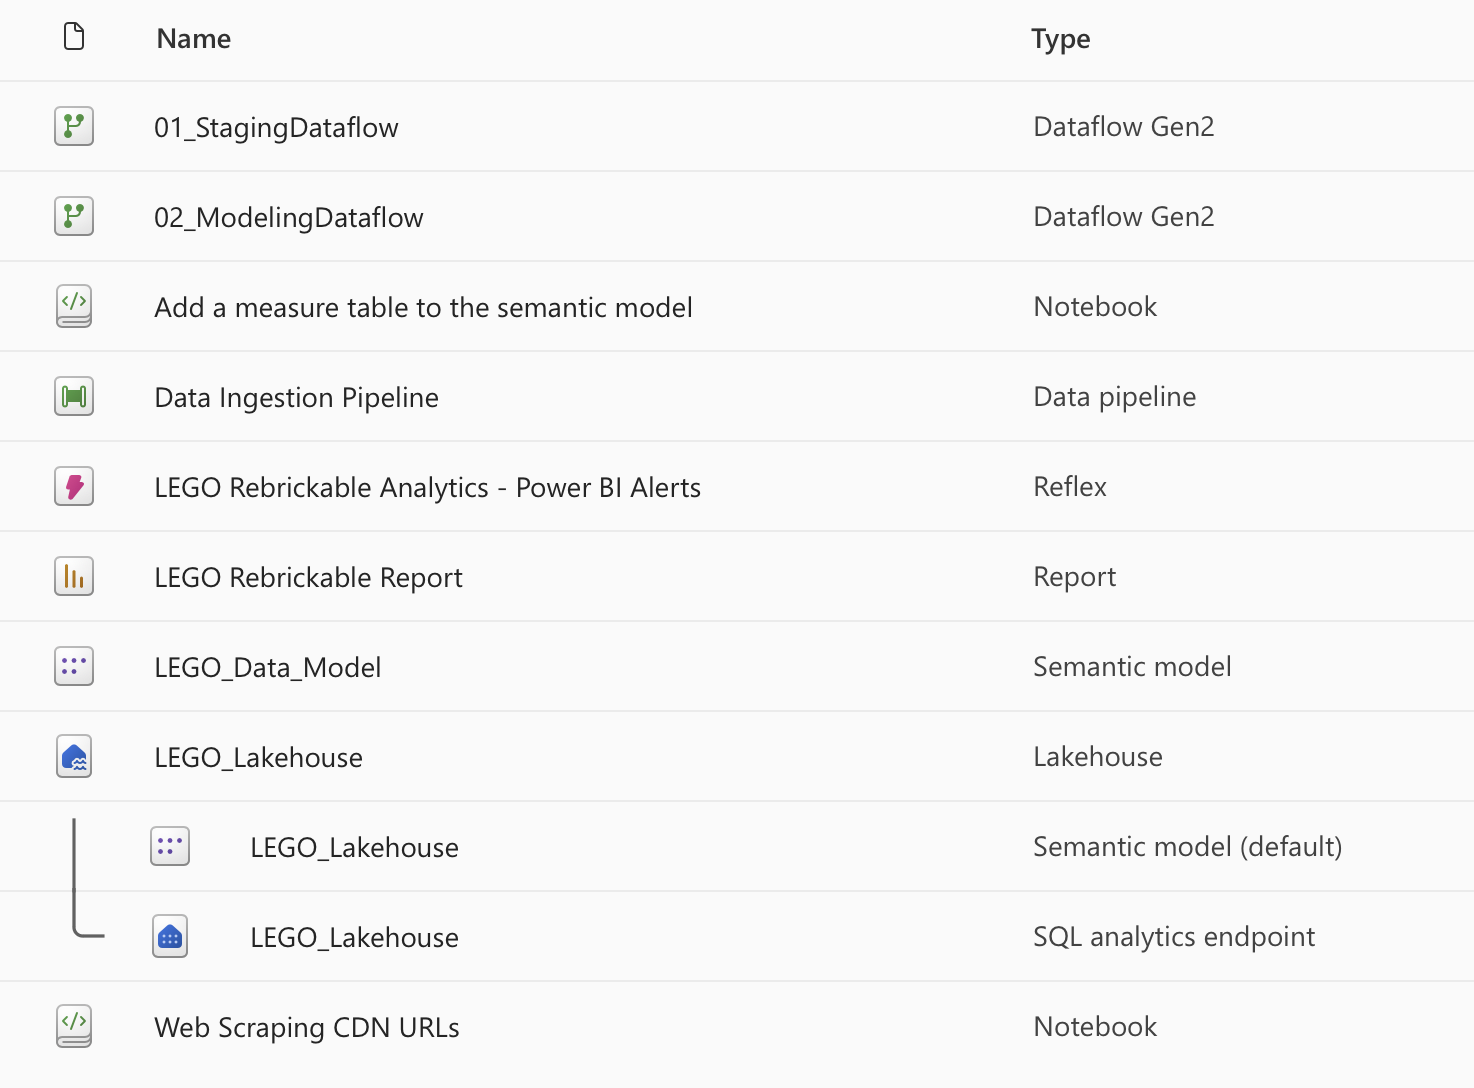 Name Type
01_StagingDataflow Dataflow Gen2
02_ModelingDataflow Dataflow Gen2
Add a measure table to the semantic model Notebook
Data Ingestion Pipeline Data pipeline
LEGO Rebrickable Analytics - Power BI Alerts Reflex
LEGO Rebrickable Report Report
LEGO_Data_Model Semantic model
LEGO_Lakehouse Lakehouse
LEGO_Lakehouse Semantic model (default)
LEGO_Lakehouse SQL analytics endpoint
Web Scraping CDN URLs Notebook